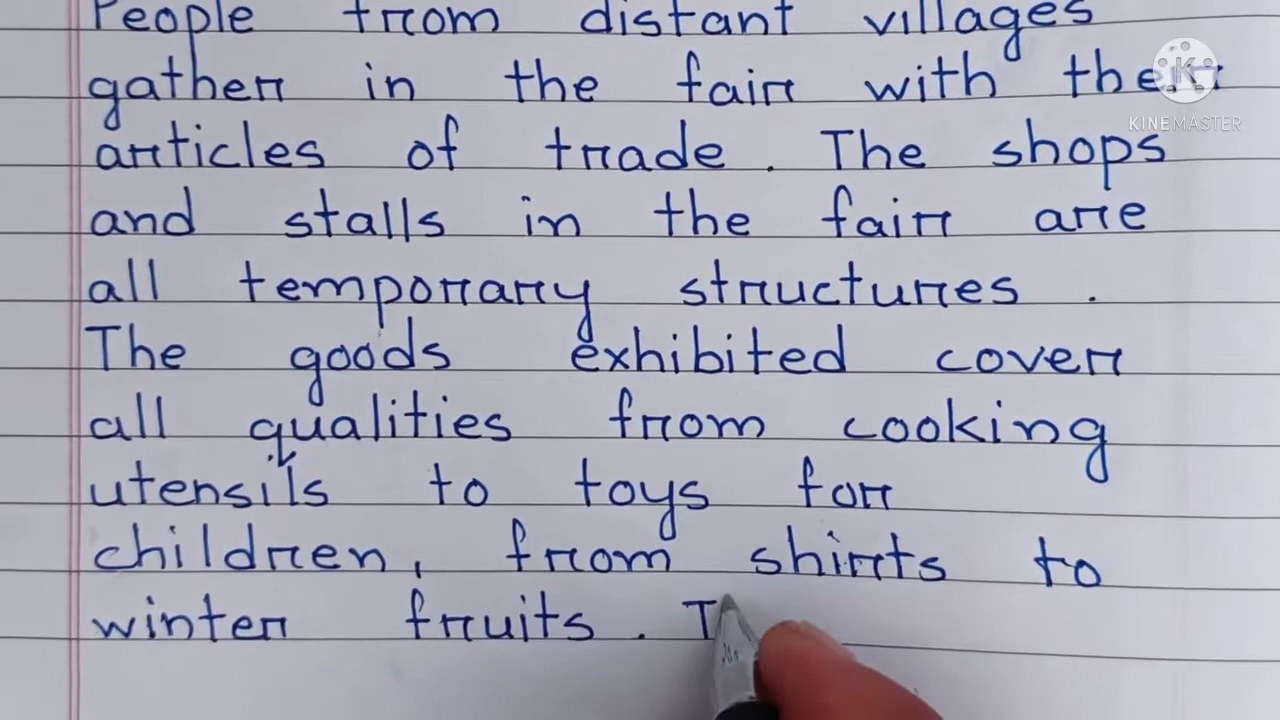 People from distant villages
gather in the fair with their
articles of trade. The shops
and stalls in the fair are
all temporary structures.
The goods exhibited cover
all qualities from cooking
utensils to toys for
children, from shirts to
winter fruits. T
KINEMASTER